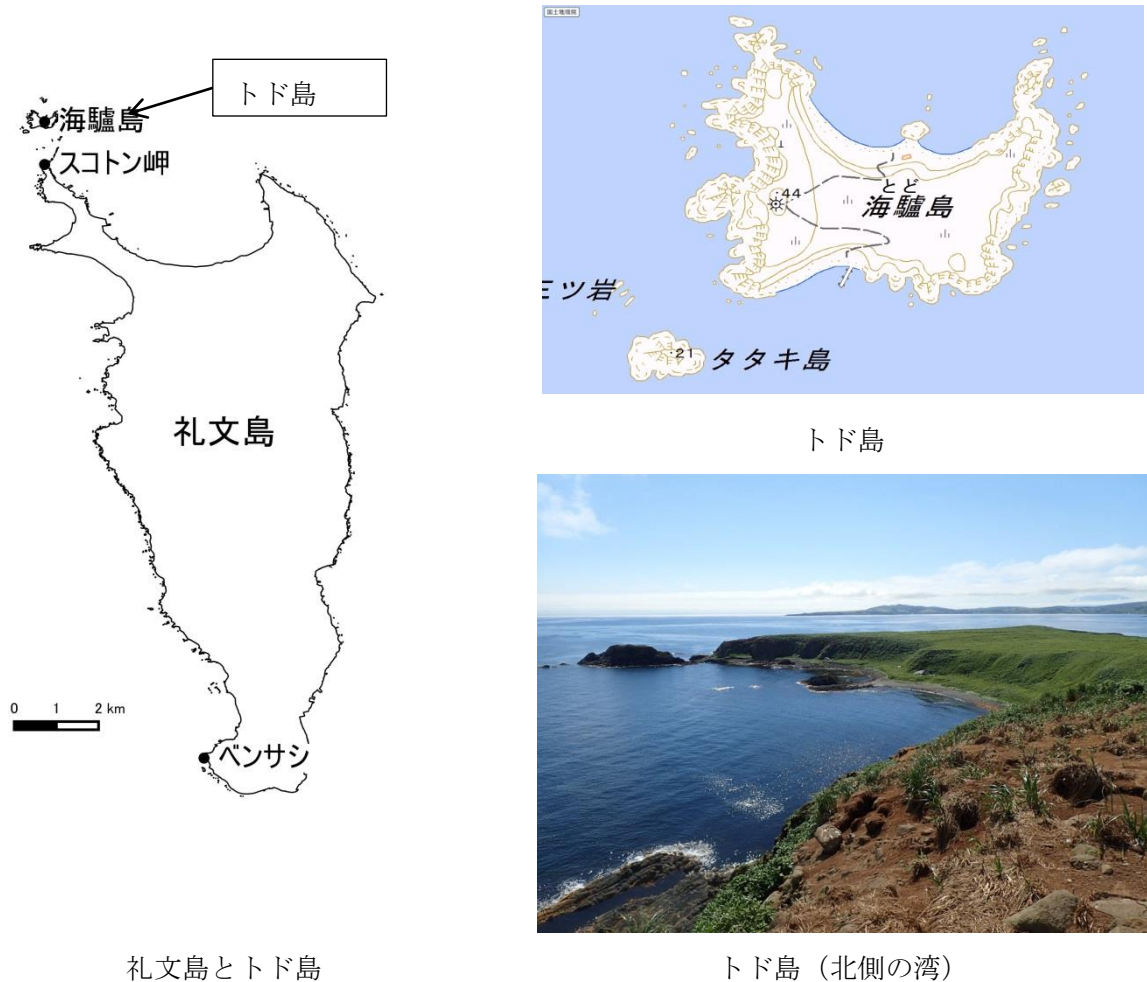 トド島
海驢島
スコトン岬
礼文島
0 1 2 km
ベンサシ
礼文島とトド島
国土地理院
・44
とど
海驢島
三ツ岩
・21 タタキ島
トド島
トド島（北側の湾）